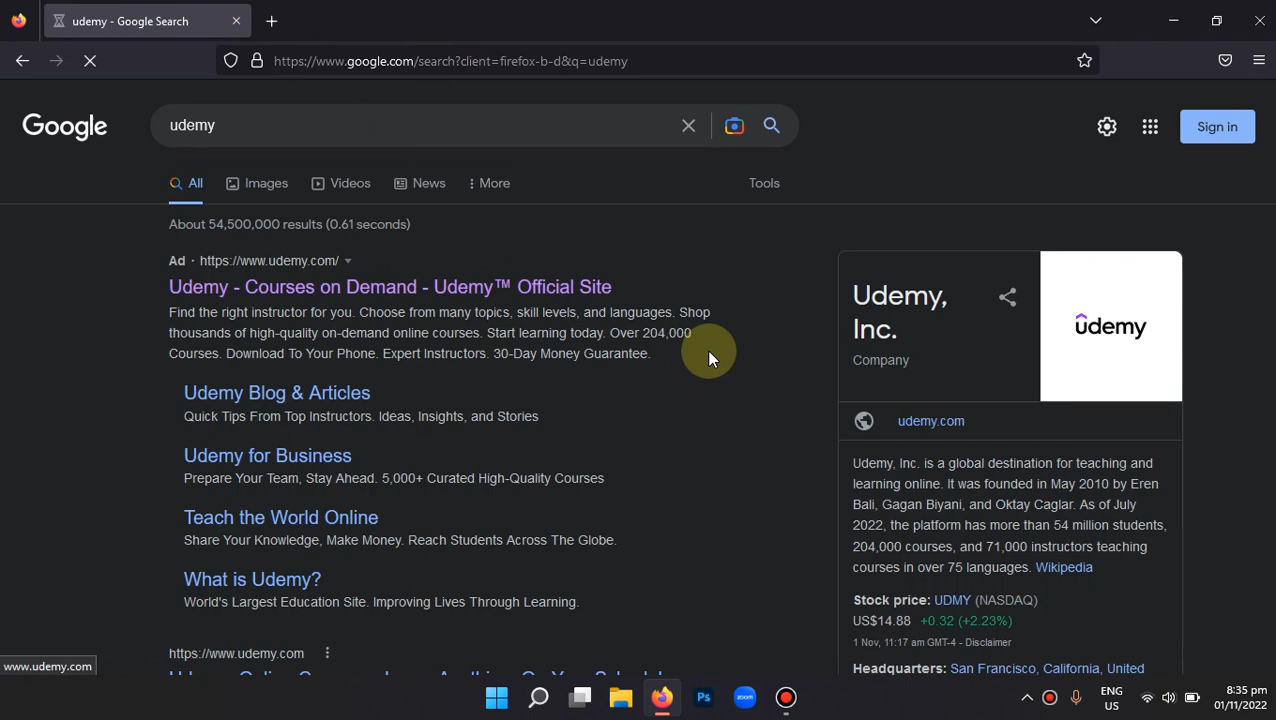 udemy - Google Search
https://www.google.com/search?client=firefox-b-d&q=udemy
Google
udemy
Sign in
All
Images
Videos
News
More
Tools
About 54,500,000 results (0.61 seconds)
Ad · https://www.udemy.com/
Udemy - Courses on Demand - Udemy™ Official Site
Find the right instructor for you. Choose from many topics, skill levels, and languages. Shop
thousands of high-quality on-demand online courses. Start learning today. Over 204,000
Courses. Download To Your Phone. Expert Instructors. 30-Day Money Guarantee.
Udemy Blog & Articles
Quick Tips From Top Instructors. Ideas, Insights, and Stories
Udemy for Business
Prepare Your Team, Stay Ahead. 5,000+ Curated High-Quality Courses
Teach the World Online
Share Your Knowledge, Make Money. Reach Students Across The Globe.
What is Udemy?
World's Largest Education Site. Improving Lives Through Learning.
https://www.udemy.com
Udemy,
Inc.
Company
udemy
udemy.com
Udemy, Inc. is a global destination for teaching and
learning online. It was founded in May 2010 by Eren
Bali, Gagan Biyani, and Oktay Caglar. As of July
2022, the platform has more than 54 million students,
204,000 courses, and 71,000 instructors teaching
courses in over 75 languages. Wikipedia
Stock price: UDMY (NASDAQ)
US$14.88 +0.32 (+2.23%)
1 Nov, 11:17 am GMT-4 - Disclaimer
Headquarters: San Francisco, California, United
www.udemy.com
Ps
zoom
ENG
US
8:35 pm
01/11/2022